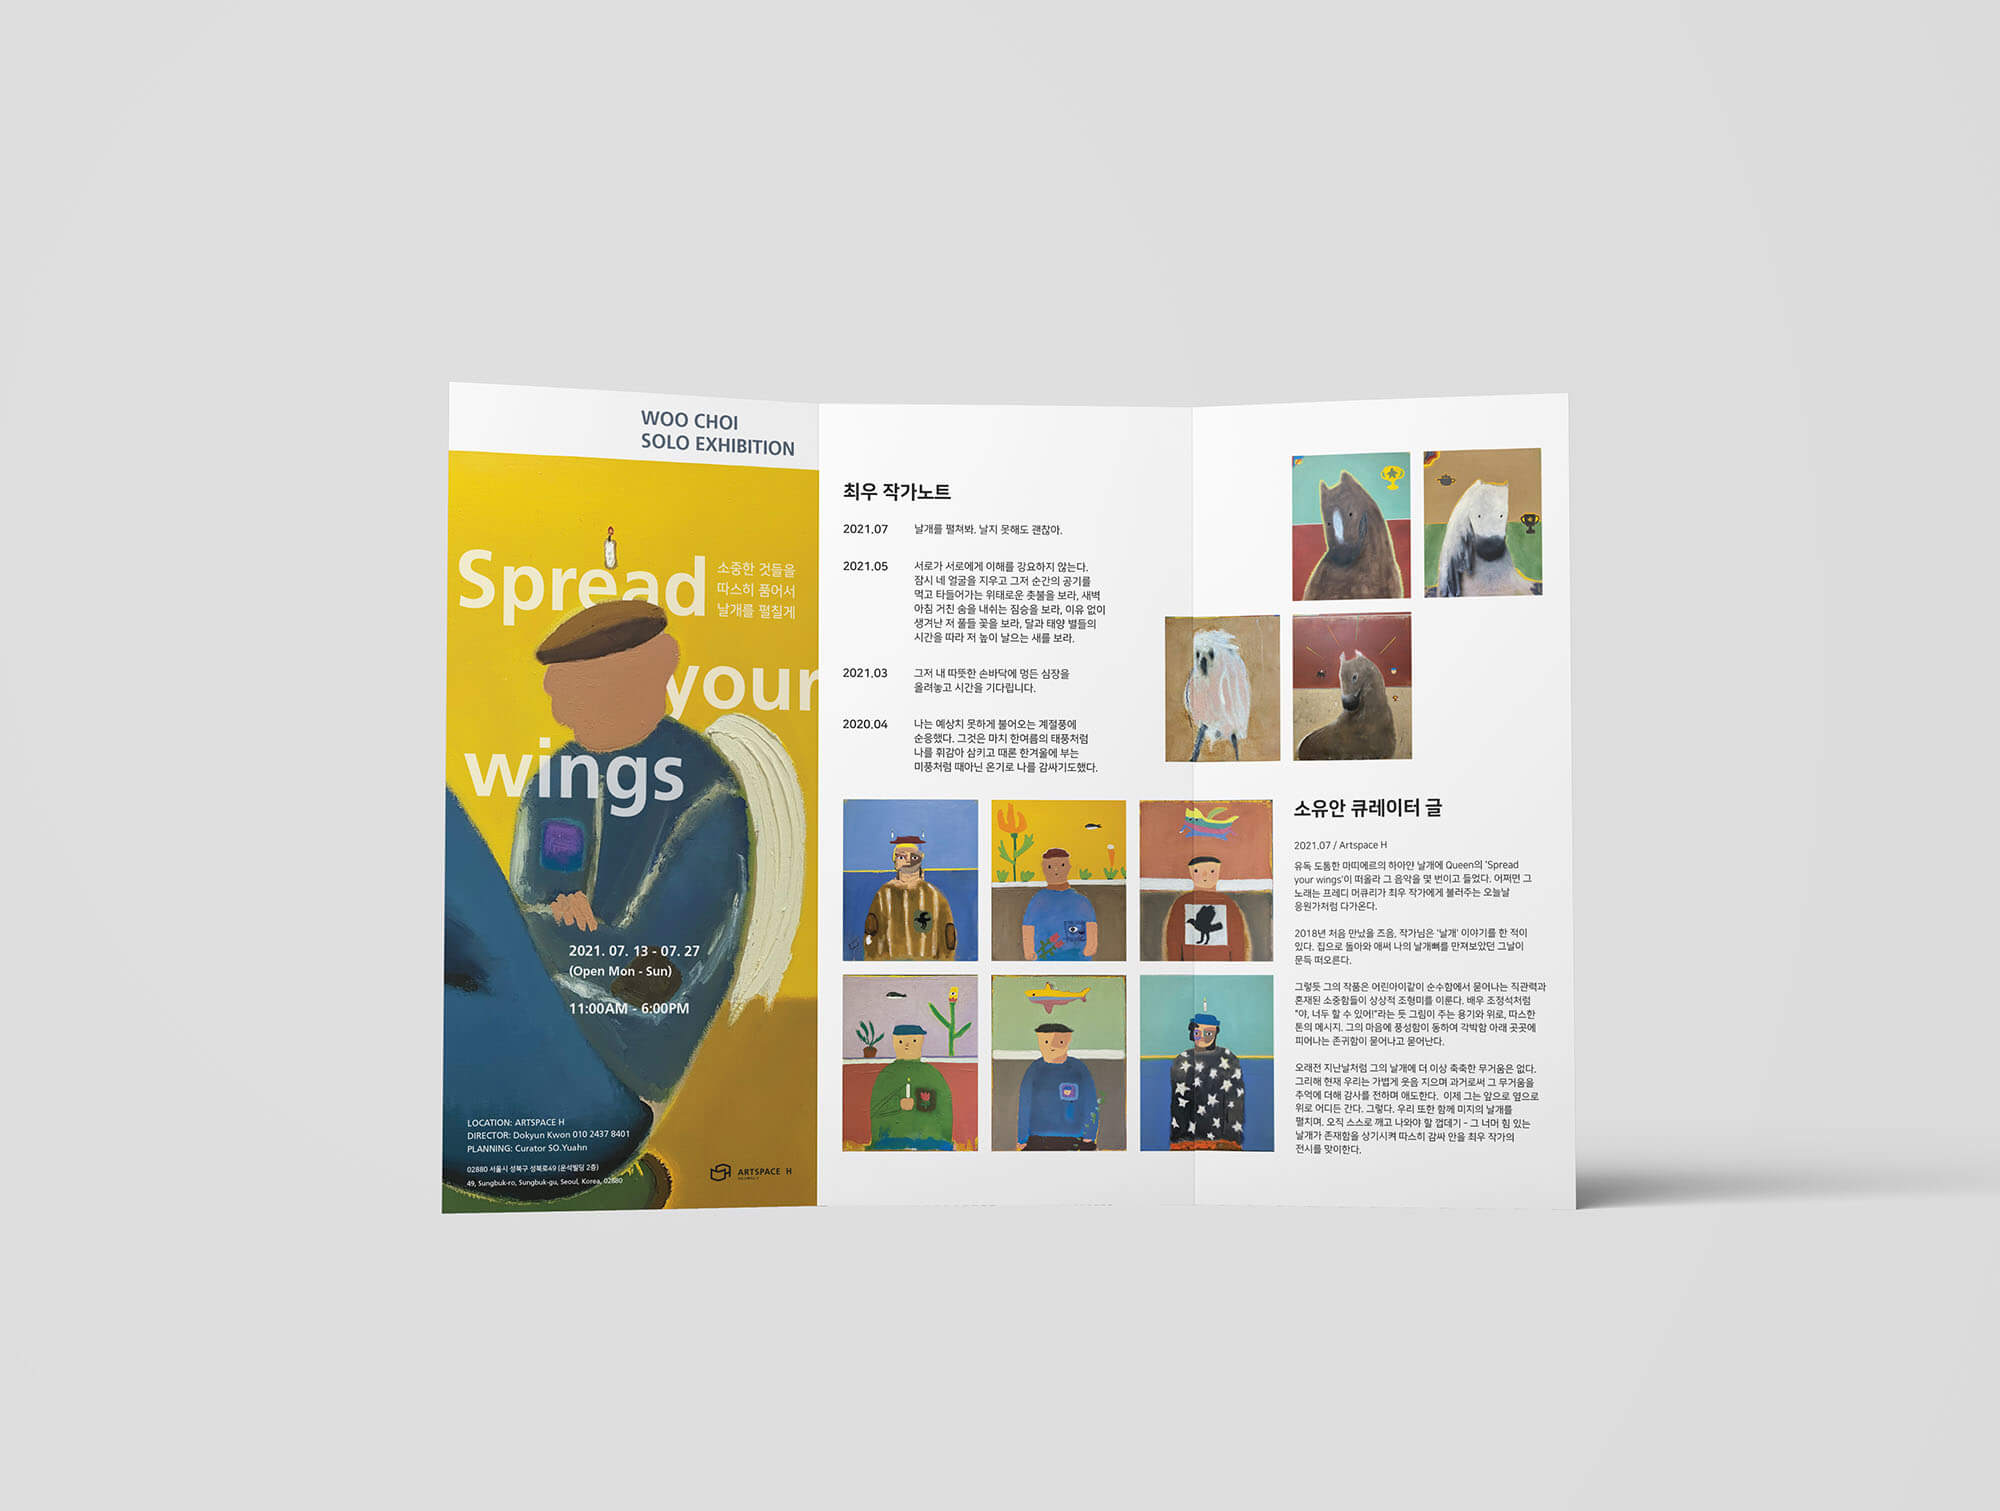 WOO CHOI
SOLO EXHIBITION
Spread
your
wings
소중한 것들을
따스히 품어서
날개를 펼칠게
2021. 07. 13 - 07. 27
(Open Mon - Sun)
11:00AM - 6:00PM
LOCATION: ARTSPACE H
DIRECTOR: Dokyun Kwon 010 2437 8401
PLANNING: Curator SO.Yuahn
02880 서울시 성북구 성북로49 (운석빌딩 2층)
49, Sungbuk-ro, Sungbuk-gu, Seoul, Korea, 02880
ARTSPACE H
최우 작가노트
2021.07 날개를 펼쳐봐. 날지 못해도 괜찮아.
2021.05 서로가 서로에게 이해를 강요하지 않는다.
잠시 네 얼굴을 지우고 그저 순간의 공기를
먹고 타들어가는 위태로운 촛불을 보라, 새벽
아침 거친 숨을 내쉬는 짐승을 보라, 이유 없이
생겨난 저 풀들 꽃을 보라, 달과 태양 별들의
시간을 따라 저 높이 날으는 새를 보라.
2021.03 그저 내 따뜻한 손바닥에 멍든 심장을
올려놓고 시간을 기다립니다.
2020.04 나는 예상치 못하게 불어오는 계절풍에
순응했다. 그것은 마치 한여름의 태풍처럼
나를 휘감아 삼키고 때론 한겨울에 부는
미풍처럼 때아닌 온기로 나를 감싸기도했다.
소유안 큐레이터 글
2021.07 / Artspace H
유독 도톰한 마띠에르의 하아얀 날개에 Queen의 'Spread
your wings'이 떠올라 그 음악을 몇 번이고 들었다. 어쩌면 그
노래는 프레디 머큐리가 최우 작가에게 불러주는 오늘날
응원가처럼 다가온다.
2018년 처음 만났을 즈음, 작가님은 '날개' 이야기를 한 적이
있다. 집으로 돌아와 애써 나의 날개뼈를 만져보았던 그날이
문득 떠오른다.
그렇듯 그의 작품은 어린아이같이 순수함에서 묻어나는 직관력과
혼재된 소중함들이 상상적 조형미를 이룬다. 배우 조정석처럼
"야, 너두 할 수 있어!"라는 듯 그림이 주는 용기와 위로, 따스한
톤의 메시지. 그의 마음에 풍성함이 동하여 각박함 아래 곳곳에
피어나는 존귀함이 묻어나고 묻어난다.
오래전 지난날처럼 그의 날개에 더 이상 축축한 무거움은 없다.
그리해 현재 우리는 가볍게 웃음 지으며 과거로써 그 무거움을
추억에 더해 감사를 전하며 애도한다. 이제 그는 앞으로 옆으로
위로 어디든 간다. 그렇다. 우리 또한 함께 미지의 날개를
펼치며, 오직 스스로 깨고 나와야 할 껍데기 - 그 너머 힘 있는
날개가 존재함을 상기시켜 따스히 감싸 안을 최우 작가의
전시를 맞이한다.